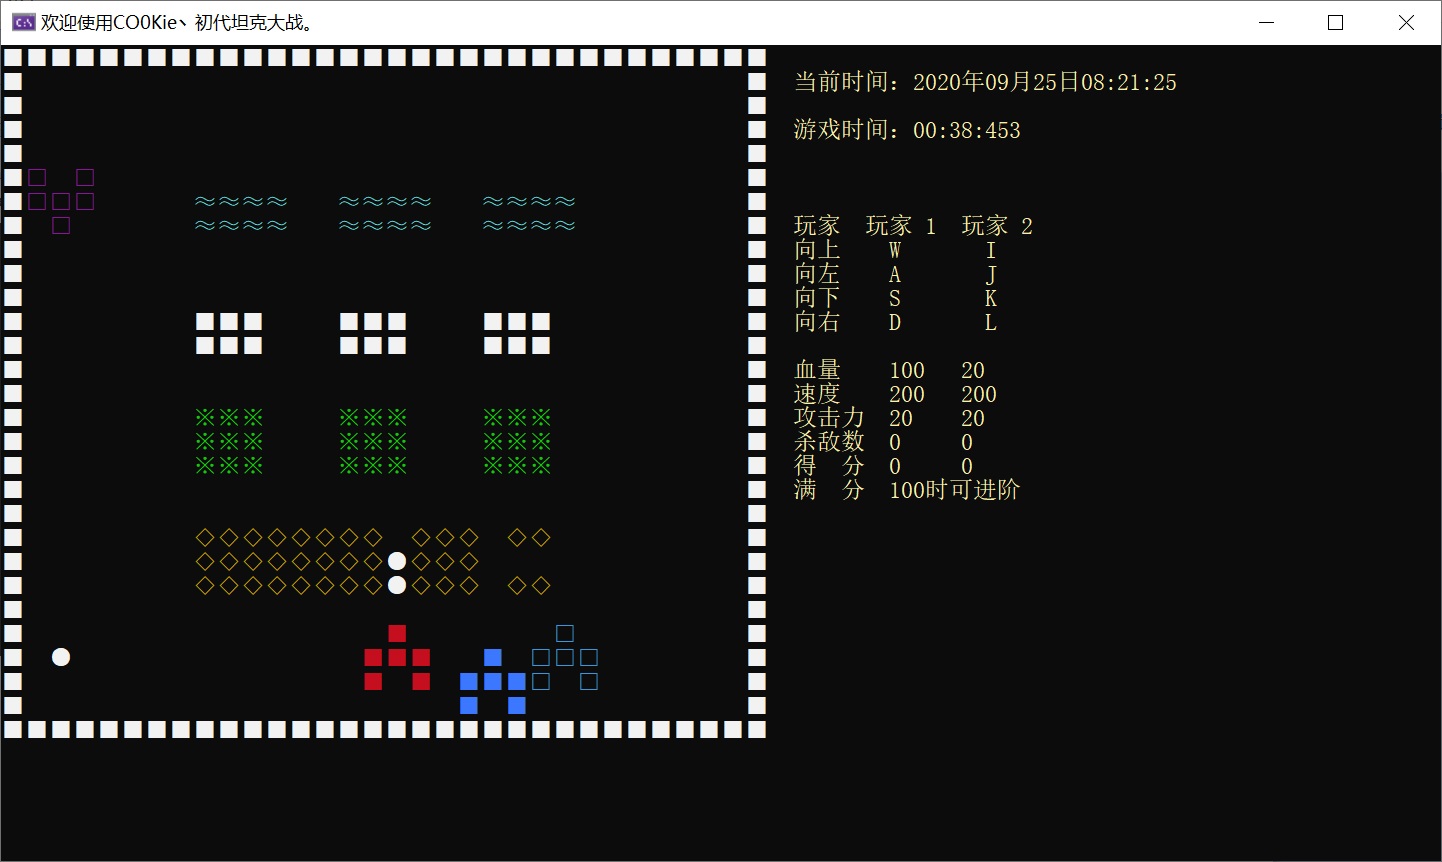 欢迎使用CO0Kie丶初代坦克大战。
当前时间：2020年09月25日08:21:25
游戏时间：00:38:453
玩家 玩家 1 玩家 2
向上 W I
向左 A J
向下 S K
向右 D L
血量 100 20
速度 200 200
攻击力 20 20
杀敌数 0 0
得 分 0 0
满 分 100时可进阶